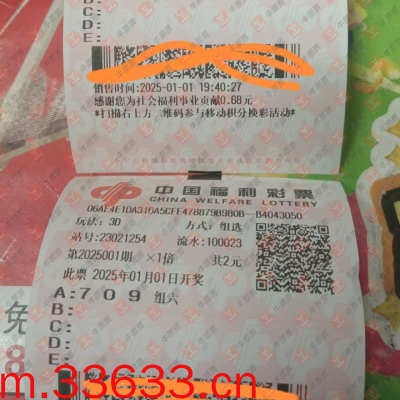 C:
D:
E:
销售时间:2025-01-01 19:40:27
感谢您为社会福利事业贡献0.68元
*扫描右上方二维码参与移动积分换彩活动*
中国福利彩票
CHINA WELFARE LOTTERY
玩法: 3D 方式: 组选
站号:23021254 流水:100023
第2025001期 ×1倍 共2元
此票 2025年01月01日开奖
A:709 组六
B:
C:
D:
E:
免
8
m.33633.cn